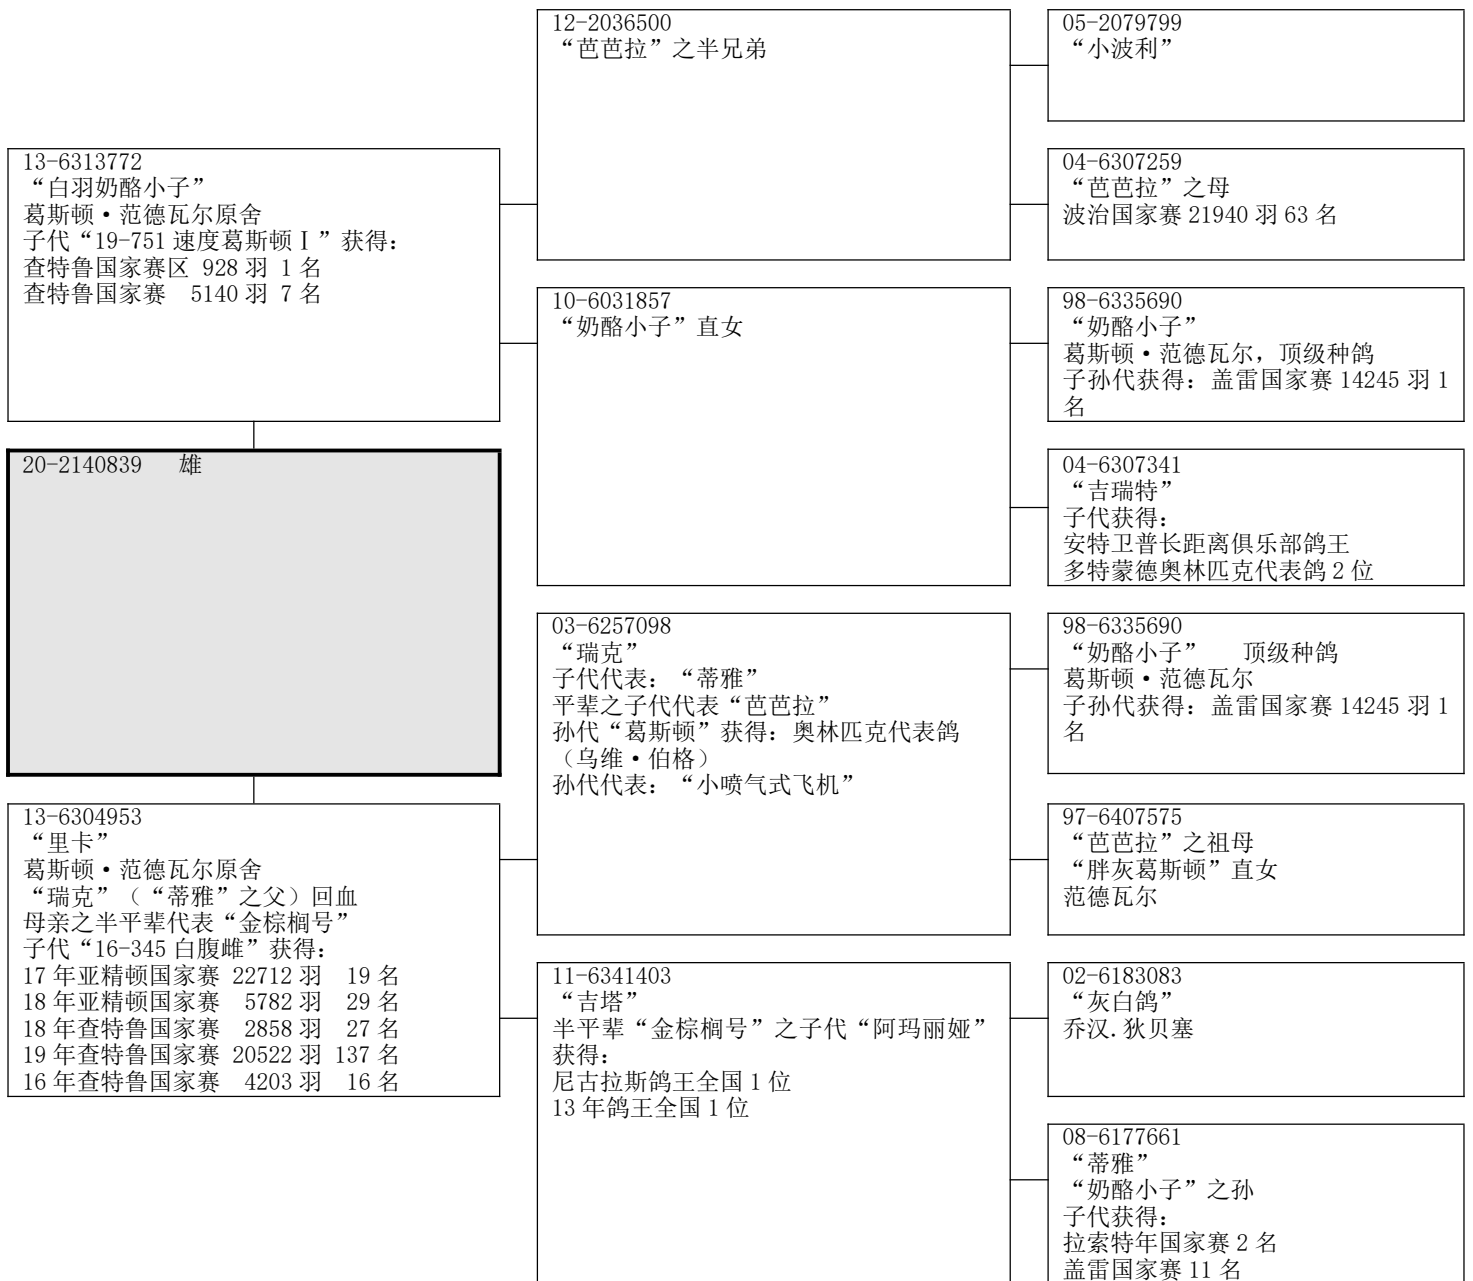 12-2036500
“芭芭拉”之半兄弟
05-2079799
“小波利”
13-6313772
“白羽奶酪小子”
葛斯顿·范德瓦尔原舍
子代“19-751 速度葛斯顿Ⅰ”获得：
查特鲁国家赛区 928 羽 1 名
查特鲁国家赛 5140 羽 7 名
04-6307259
“芭芭拉”之母
波治国家赛 21940 羽 63 名
10-6031857
“奶酪小子”直女
98-6335690
“奶酪小子”
葛斯顿·范德瓦尔，顶级种鸽
子孙代获得：盖雷国家赛 14245 羽 1
名
20-2140839 雄
04-6307341
“吉瑞特”
子代获得：
安特卫普长距离俱乐部鸽王
多特蒙德奥林匹克代表鸽 2 位
03-6257098
“瑞克”
子代代表：“蒂雅”
平辈之子代代表“芭芭拉”
孙代“葛斯顿”获得：奥林匹克代表鸽
（乌维·伯格）
孙代代表：“小喷气式飞机”
98-6335690
“奶酪小子” 顶级种鸽
葛斯顿·范德瓦尔
子孙代获得：盖雷国家赛 14245 羽 1
名
13-6304953
“里卡”
葛斯顿·范德瓦尔原舍
“瑞克”（“蒂雅”之父）回血
母亲之半平辈代表“金棕榈号”
子代“16-345 白腹雌”获得：
17 年亚精顿国家赛 22712 羽 19 名
18 年亚精顿国家赛 5782 羽 29 名
18 年查特鲁国家赛 2858 羽 27 名
19 年查特鲁国家赛 20522 羽 137 名
16 年查特鲁国家赛 4203 羽 16 名
97-6407575
“芭芭拉”之祖母
“胖灰葛斯顿”直女
范德瓦尔
11-6341403
“吉塔”
半平辈“金棕榈号”之子代“阿玛丽娅”
获得：
尼古拉斯鸽王全国 1 位
13 年鸽王全国 1 位
02-6183083
“灰白鸽”
乔汉.狄贝塞
08-6177661
“蒂雅”
“奶酪小子”之孙
子代获得：
拉索特年国家赛 2 名
盖雷国家赛 11 名